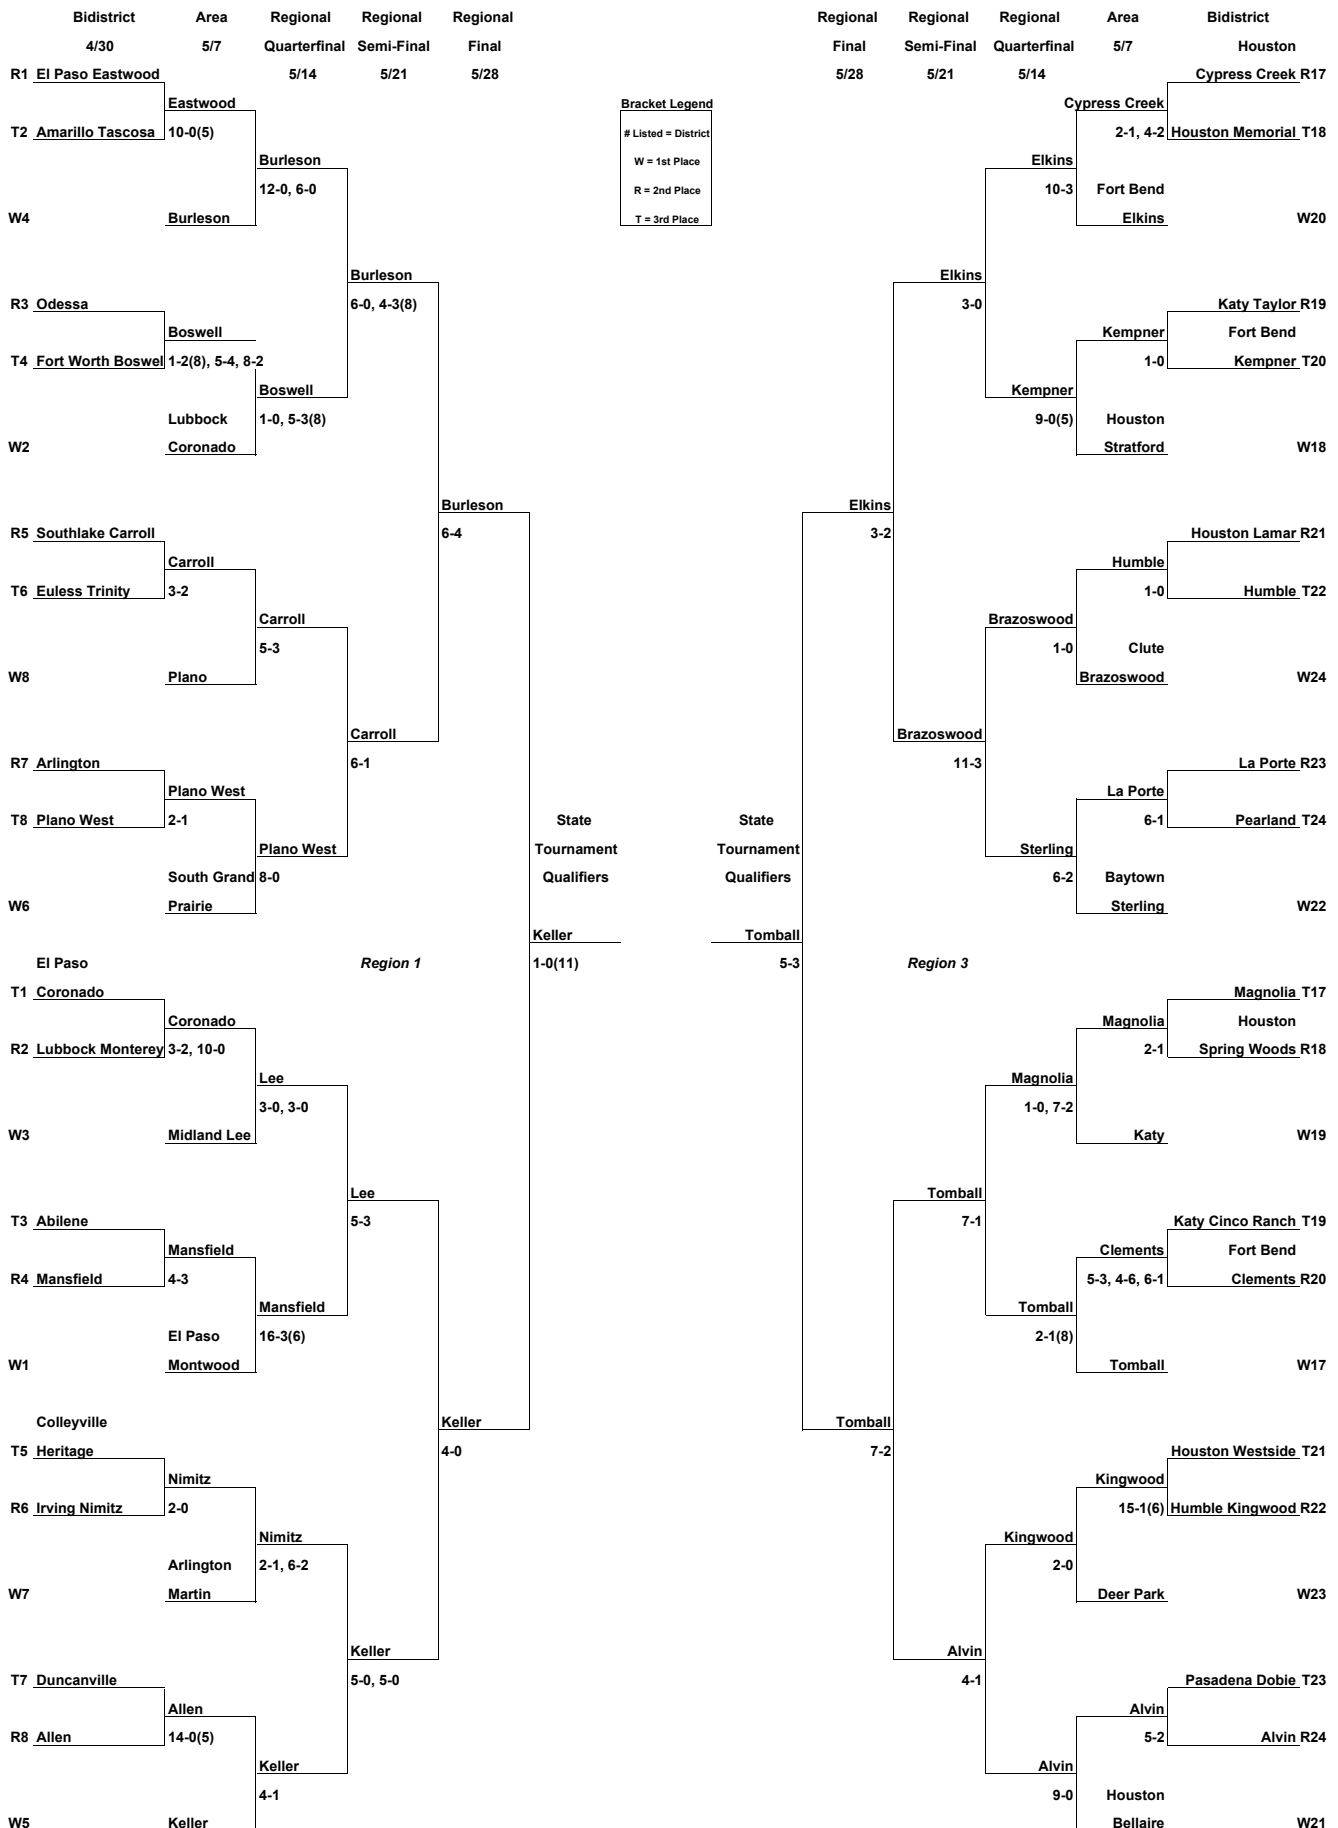 Bidistrict Area Regional Regional Regional Regional Regional Regional Area Bidistrict
4/30 5/7 Quarterfinal Semi-Final Final Final Semi-Final Quarterfinal 5/7 Houston
R1 El Paso Eastwood 5/14 5/21 5/28 5/28 5/21 5/14 Cypress Creek R17
Eastwood Bracket Legend Cypress Creek
T2 Amarillo Tascosa 10-0(5) # Listed = District 2-1, 4-2 Houston Memorial T18
Burleson W = 1st Place Elkins
12-0, 6-0 R = 2nd Place 10-3 Fort Bend
W4 Burleson T = 3rd Place Elkins W20
Burleson Elkins
R3 Odessa 6-0, 4-3(8) 3-0 Katy Taylor R19
Boswell Kempner Fort Bend
T4 Fort Worth Boswel 1-2(8), 5-4, 8-2 1-0 Kempner T20
Boswell Kempner
Lubbock 1-0, 5-3(8) 9-0(5) Houston
W2 Coronado Stratford W18
Burleson Elkins
R5 Southlake Carroll 6-4 3-2 Houston Lamar R21
Carroll Humble
T6 Euless Trinity 3-2 1-0 Humble T22
Carroll Brazoswood
5-3 1-0 Clute
W8 Plano Brazoswood W24
Carroll Brazoswood
R7 Arlington 6-1 11-3 La Porte R23
Plano West La Porte
T8 Plano West 2-1 State State 6-1 Pearland T24
Plano West Tournament Tournament Sterling
South Grand 8-0 Qualifiers Qualifiers 6-2 Baytown
W6 Prairie Sterling W22
Keller Tomball
El Paso Region 1 1-0(11) 5-3 Region 3
T1 Coronado Magnolia T17
Coronado Magnolia Houston
R2 Lubbock Monterey 3-2, 10-0 2-1 Spring Woods R18
Lee Magnolia
3-0, 3-0 1-0, 7-2
W3 Midland Lee Katy W19
Lee Tomball
T3 Abilene 5-3 7-1 Katy Cinco Ranch T19
Mansfield Clements Fort Bend
R4 Mansfield 4-3 5-3, 4-6, 6-1 Clements R20
Mansfield Tomball
El Paso 16-3(6) 2-1(8)
W1 Montwood Tomball W17
Colleyville Keller Tomball
T5 Heritage 4-0 7-2 Houston Westside T21
Nimitz Kingwood
R6 Irving Nimitz 2-0 15-1(6) Humble Kingwood R22
Nimitz Kingwood
Arlington 2-1, 6-2 2-0
W7 Martin Deer Park W23
Keller Alvin
T7 Duncanville 5-0, 5-0 4-1 Pasadena Dobie T23
Allen Alvin
R8 Allen 14-0(5) 5-2 Alvin R24
Keller Alvin
4-1 9-0 Houston
W5 Keller Bellaire W21